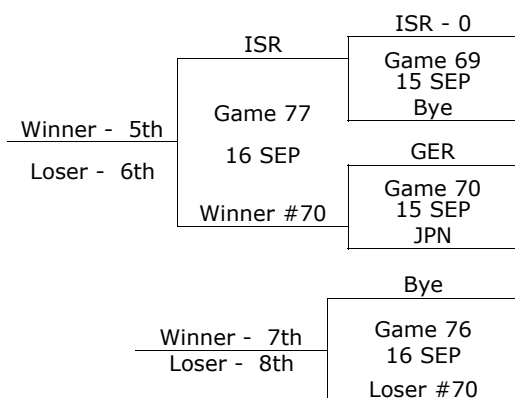 ISR - 0
ISR
Game 69
15 SEP
Bye
Game 77
Winner - 5th
16 SEP
GER
Loser - 6th
Game 70
15 SEP
Winner #70
JPN
Bye
Winner - 7th
Game 76
Loser - 8th
16 SEP
Loser #70